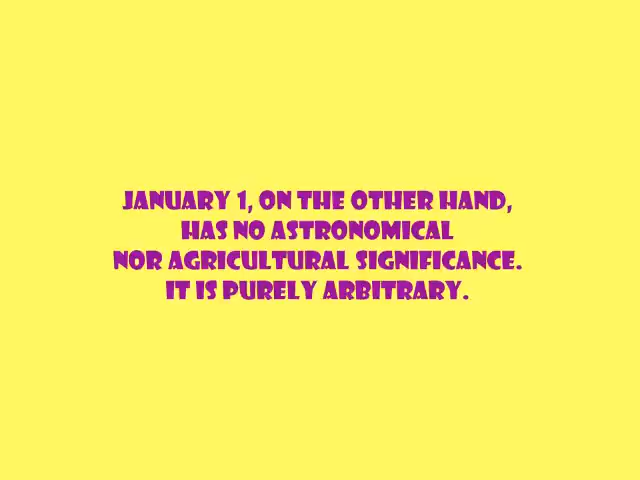 JANUARY 1, ON THE OTHER HAND,
HAS NO ASTRONOMICAL
NOR AGRICULTURAL SIGNIFICANCE.
IT IS PURELY ARBITRARY.